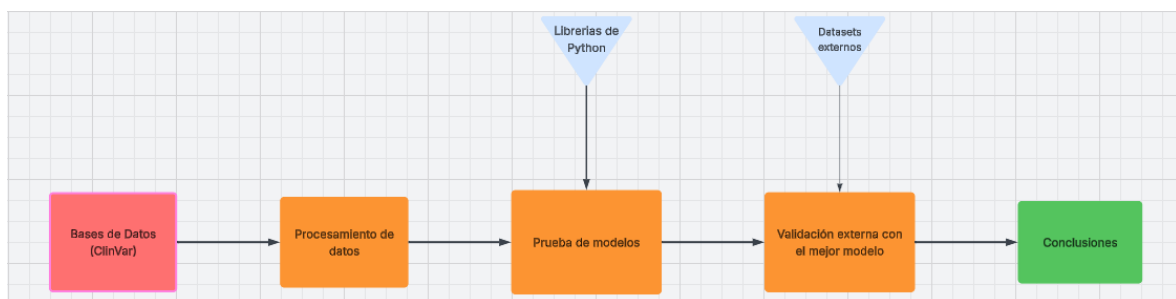 Librerias de
Python
Datasets
externos
Bases de Datos
(ClinVar)
Procesamiento de
datos
Prueba de modelos
Validación externa con
el mejor modelo
Conclusiones